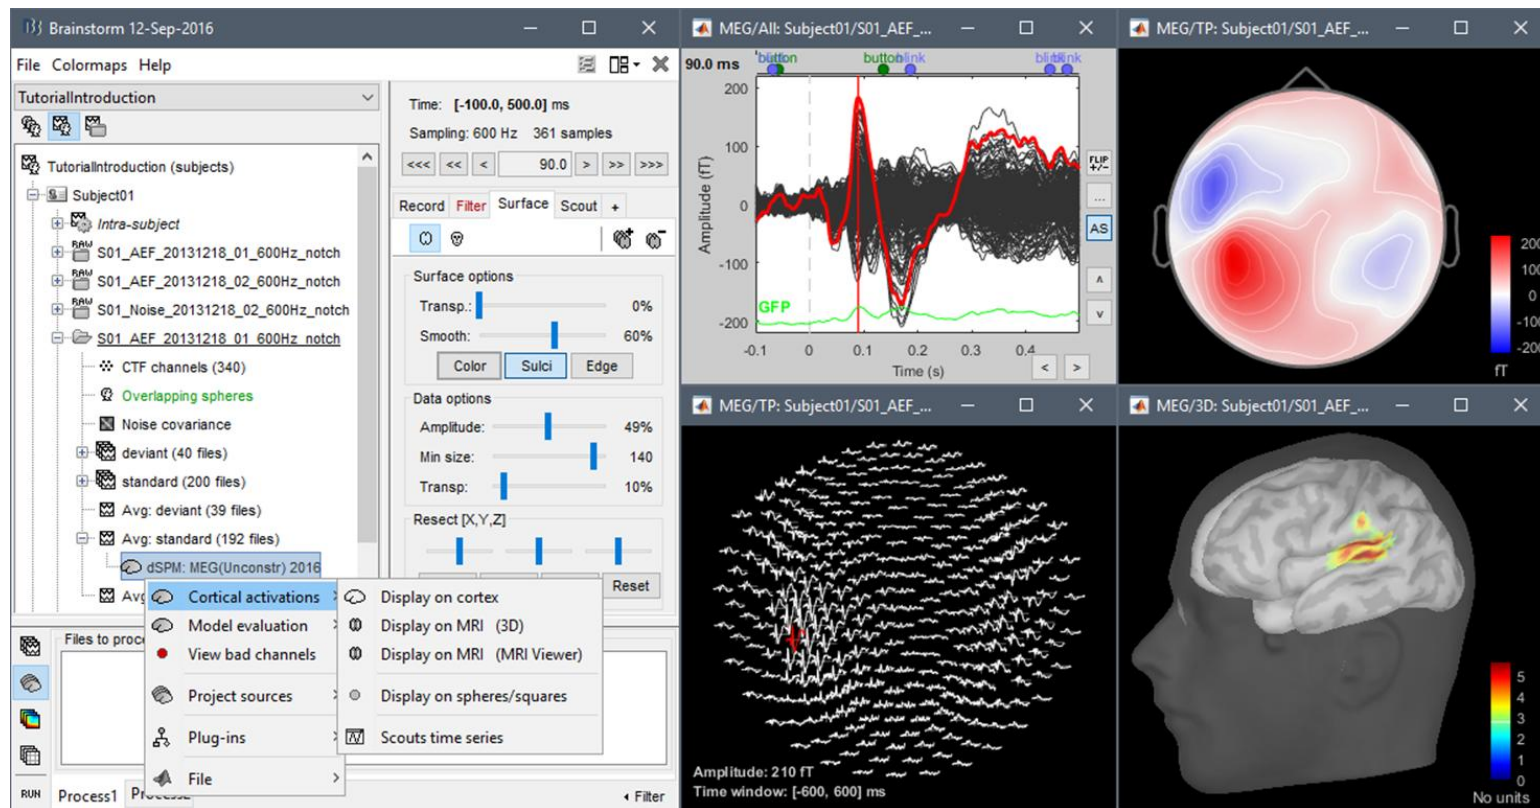 Brainstorm 12-Sep-2016
File Colormaps Help
TutorialIntroduction
TutorialIntroduction (subjects)
Subject01
Intra-subject
RAW S01_AEF_20131218_01_600Hz_notch
RAW S01_AEF_20131218_02_600Hz_notch
RAW S01_Noise_20131218_02_600Hz_notch
S01_AEF_20131218_01_600Hz_notch
CTF channels (340)
Overlapping spheres
Noise covariance
deviant (40 files)
standard (200 files)
Avg: deviant (39 files)
Avg: standard (192 files)
dSPM: MEG(Unconstr) 2016
Cortical activations
Model evaluation
View bad channels
Project sources
Plug-ins
File
Display on cortex
Display on MRI (3D)
Display on MRI (MRI Viewer)
Display on spheres/squares
Scouts time series
Files to
RUN Process1
Filter
Time: [-100.0, 500.0] ms
Sampling: 600 Hz 361 samples
<<< << < 90.0 > >> >>>
Record Filter Surface Scout +
Surface options
Transp.: 0%
Smooth: 60%
Color Sulci Edge
Data options
Amplitude: 49%
Min size: 140
Transp: 10%
Resect [X,Y,Z]
Reset
MEG/All: Subject01/S01_AEF_...
90.0 ms
button button blink
200
100
0
-100
-200
Amplitude (fT)
GFP
-0.1 0 0.1 0.2 0.3 0.4
Time (s)
FLIP
+/-
...
AS
< >
MEG/TP: Subject01/S01_AEF_...
200
100
0
-100
-200
fT
MEG/TP: Subject01/S01_AEF_...
Amplitude: 210 fT
Time window: [-600, 600] ms
MEG/3D: Subject01/S01_AEF_...
5
4
3
2
1
0
No units